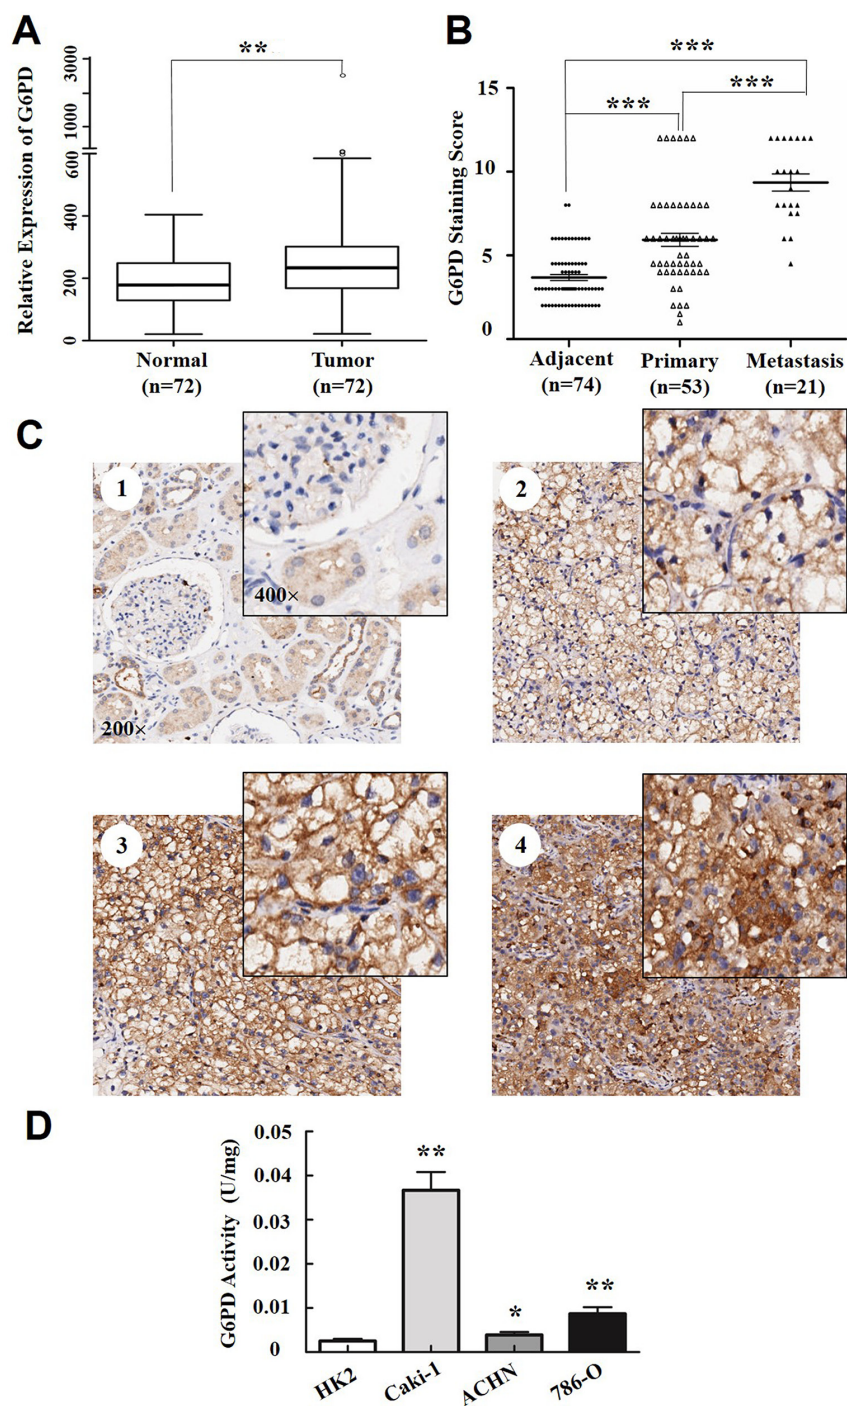 A
**
Relative Expression of G6PD
3000
1000
600
400
200
0
Normal
(n=72)
Tumor
(n=72)
B
***
***
***
G6PD Staining Score
15
10
5
0
Adjacent
(n=74)
Primary
(n=53)
Metastasis
(n=21)
C
1
400×
200×
2
3
4
D
G6PD Activity (U/mg)
0.05
0.04
0.03
0.02
0.01
0
**
*
**
HK2
Caki-1
ACHN
786-O